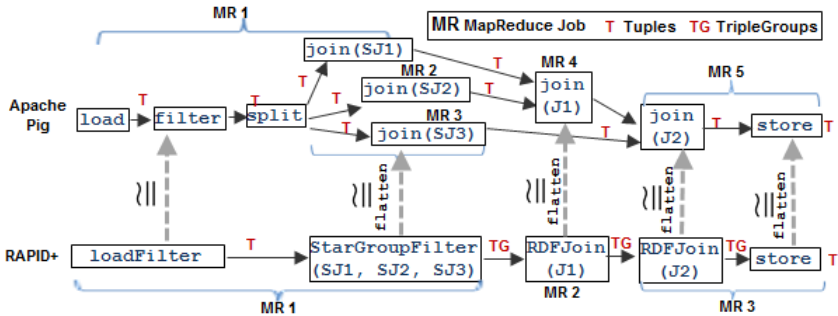 MR 1
MR MapReduce Job T Tuples TG TripleGroups
join(SJ1)
T
MR 4
T
MR 2
join(SJ2)
T
join
(J1)
MR 5
Apache
Pig
load
T
filter
T
split
T
MR 3
join(SJ3)
T
T
join
(J2)
T
store
T
≈
≈
flatten
≈
flatten
≈
flatten
≈
flatten
RAPID+
loadFilter
T
StarGroupFilter
(SJ1, SJ2, SJ3)
TG
RDFJoin
(J1)
TG
RDFJoin
(J2)
TG
store
T
MR 1
MR 2
MR 3